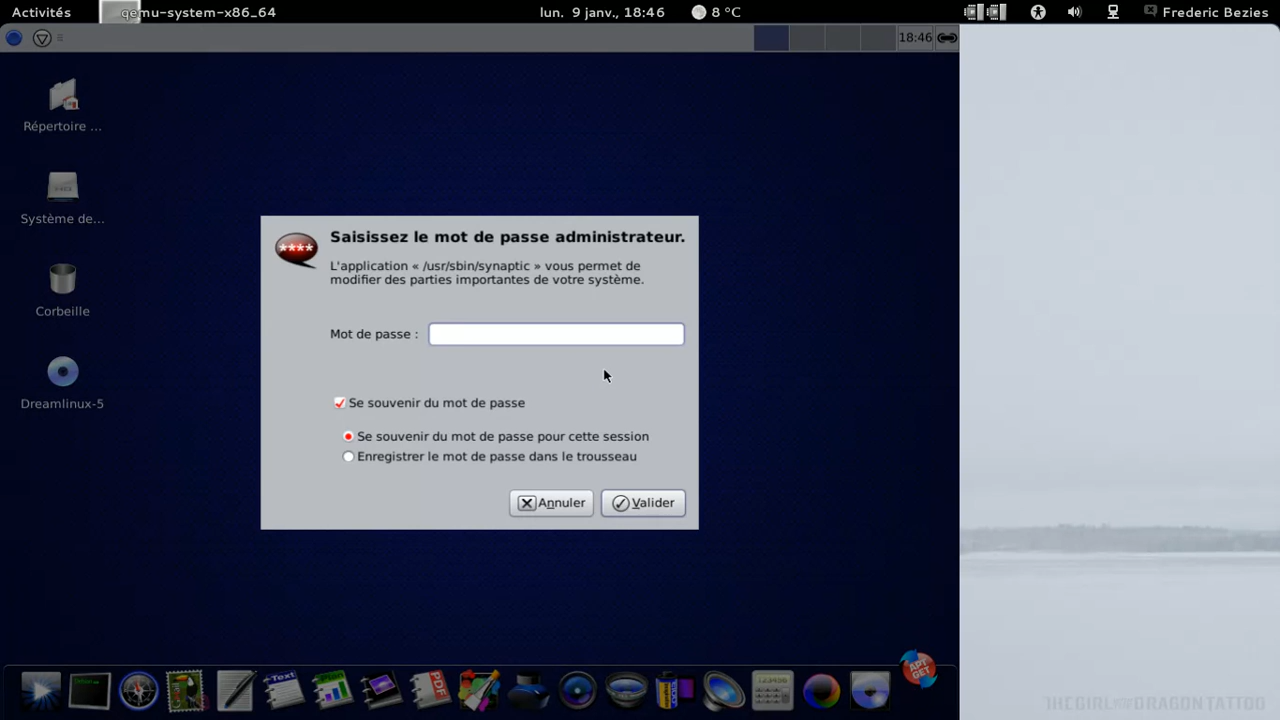 Activités
qemu-system-x86_64
lun. 9 janv., 18:46
8 °C
Frederic Bezies
18:46
Répertoire ...
Système de...
Corbeille
Dreamlinux-5
Saisissez le mot de passe administrateur.
L'application « /usr/sbin/synaptic » vous permet de
modifier des parties importantes de votre système.
Mot de passe :
Se souvenir du mot de passe
Se souvenir du mot de passe pour cette session
Enregistrer le mot de passe dans le trousseau
Annuler
Valider
Text
PDF
APT
GET
THE GIRL WITH THE DRAGON TATTOO